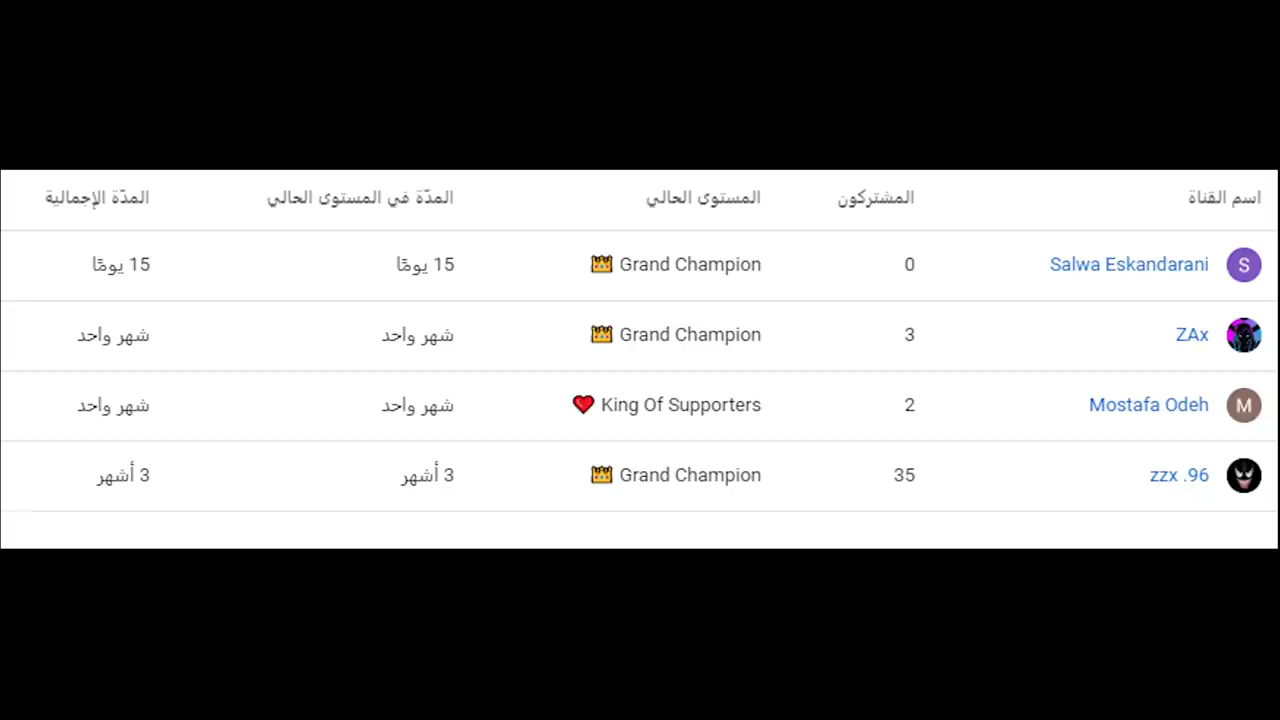 اسم القناة المشتركون المستوى الحالي المدّة في المستوى الحالي المدّة الإجمالية
S Salwa Eskandarani 0 Grand Champion 15 يومًا 15 يومًا
ZAx 3 Grand Champion شهر واحد شهر واحد
M Mostafa Odeh 2 King Of Supporters شهر واحد شهر واحد
zzx .96 35 Grand Champion 3 أشهر 3 أشهر